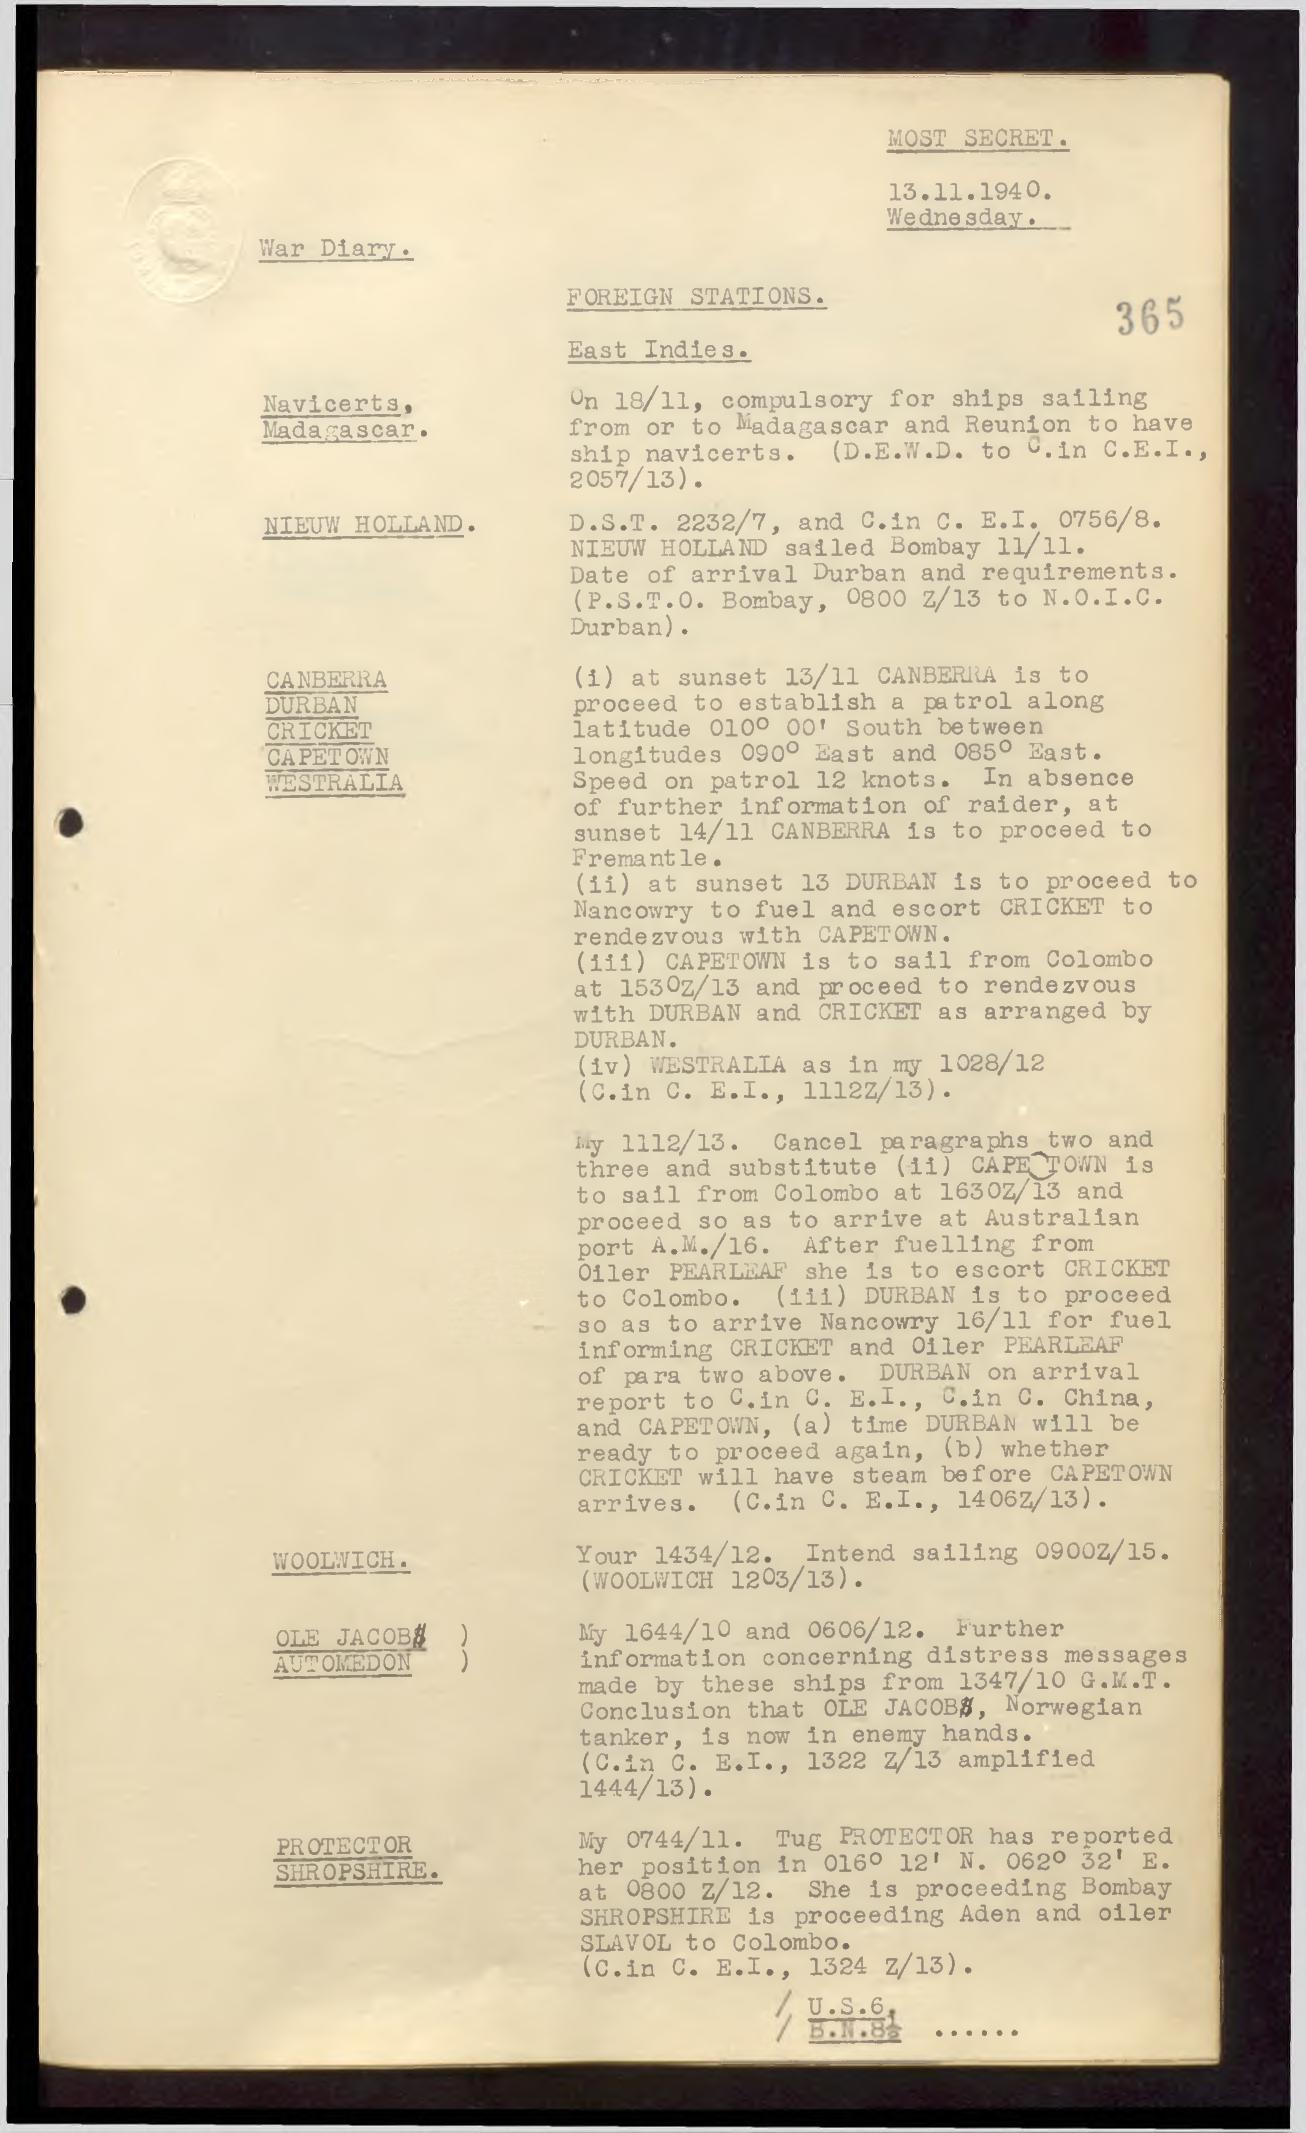 MOST SECRET.
13.11.1940.
Wednesday.
War Diary.
FOREIGN STATIONS.
365
East Indies.
Navicerts,
Madagascar.
On 18/11, compulsory for ships sailing
from or to Madagascar and Reunion to have
ship navicerts. (D.E.W.D. to C.in C.E.I.,
2057/13).
NIEUW HOLLAND.
D.S.T. 2232/7, and C.in C. E.I. 0756/8.
NIEUW HOLLAND sailed Bombay 11/11.
Date of arrival Durban and requirements.
(P.S.T.O. Bombay, 0800 Z/13 to N.O.I.C.
Durban).
CANBERRA
DURBAN
CRICKET
CAPETOWN
WESTRALIA
(i) at sunset 13/11 CANBERRA is to
proceed to establish a patrol along
latitude 010° 00' South between
longitudes 090° East and 085° East.
Speed on patrol 12 knots. In absence
of further information of raider, at
sunset 14/11 CANBERRA is to proceed to
Fremantle.
(ii) at sunset 13 DURBAN is to proceed to
Nancowry to fuel and escort CRICKET to
rendezvous with CAPETOWN.
(iii) CAPETOWN is to sail from Colombo
at 1530Z/13 and proceed to rendezvous
with DURBAN and CRICKET as arranged by
DURBAN.
(iv) WESTRALIA as in my 1028/12
(C.in C. E.I., 1112Z/13).
My 1112/13. Cancel paragraphs two and
three and substitute (ii) CAPE TOWN is
to sail from Colombo at 1630Z/13 and
proceed so as to arrive at Australian
port A.M./16. After fuelling from
Oiler PEARLEAF she is to escort CRICKET
to Colombo. (iii) DURBAN is to proceed
so as to arrive Nancowry 16/11 for fuel
informing CRICKET and Oiler PEARLEAF
of para two above. DURBAN on arrival
report to C.in C. E.I., C.in C. China,
and CAPETOWN, (a) time DURBAN will be
ready to proceed again, (b) whether
CRICKET will have steam before CAPETOWN
arrives. (C.in C. E.I., 1406Z/13).
WOOLWICH.
Your 1434/12. Intend sailing 0900Z/15.
(WOOLWICH 1203/13).
OLE JACOB )
AUTOMEDON )
My 1644/10 and 0606/12. Further
information concerning distress messages
made by these ships from 1347/10 G.M.T.
Conclusion that OLE JACOB, Norwegian
tanker, is now in enemy hands.
(C.in C. E.I., 1322 Z/13 amplified
1444/13).
PROTECTOR
SHROPSHIRE.
My 0744/11. Tug PROTECTOR has reported
her position in 016° 12' N. 062° 32' E.
at 0800 Z/12. She is proceeding Bombay
SHROPSHIRE is proceeding Aden and oiler
SLAVOL to Colombo.
(C.in C. E.I., 1324 Z/13).
/ U.S.6.
/ B.N.8½ ......